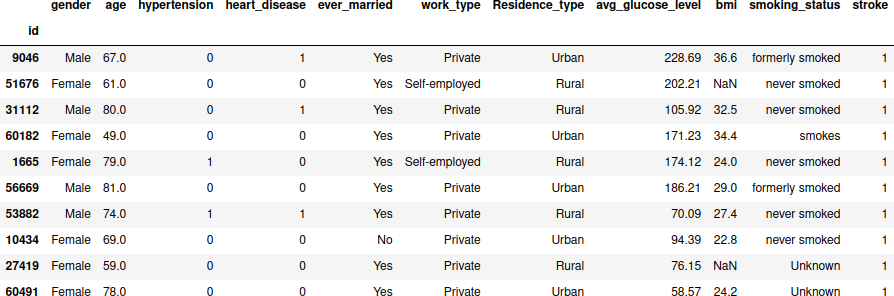 gender age hypertension heart_disease ever_married work_type Residence_type avg_glucose_level bmi smoking_status stroke
id
9046 Male 67.0 0 1 Yes Private Urban 228.69 36.6 formerly smoked 1
51676 Female 61.0 0 0 Yes Self-employed Rural 202.21 NaN never smoked 1
31112 Male 80.0 0 1 Yes Private Rural 105.92 32.5 never smoked 1
60182 Female 49.0 0 0 Yes Private Urban 171.23 34.4 smokes 1
1665 Female 79.0 1 0 Yes Self-employed Rural 174.12 24.0 never smoked 1
56669 Male 81.0 0 0 Yes Private Urban 186.21 29.0 formerly smoked 1
53882 Male 74.0 1 1 Yes Private Rural 70.09 27.4 never smoked 1
10434 Female 69.0 0 0 No Private Urban 94.39 22.8 never smoked 1
27419 Female 59.0 0 0 Yes Private Rural 76.15 NaN Unknown 1
60491 Female 78.0 0 0 Yes Private Urban 58.57 24.2 Unknown 1